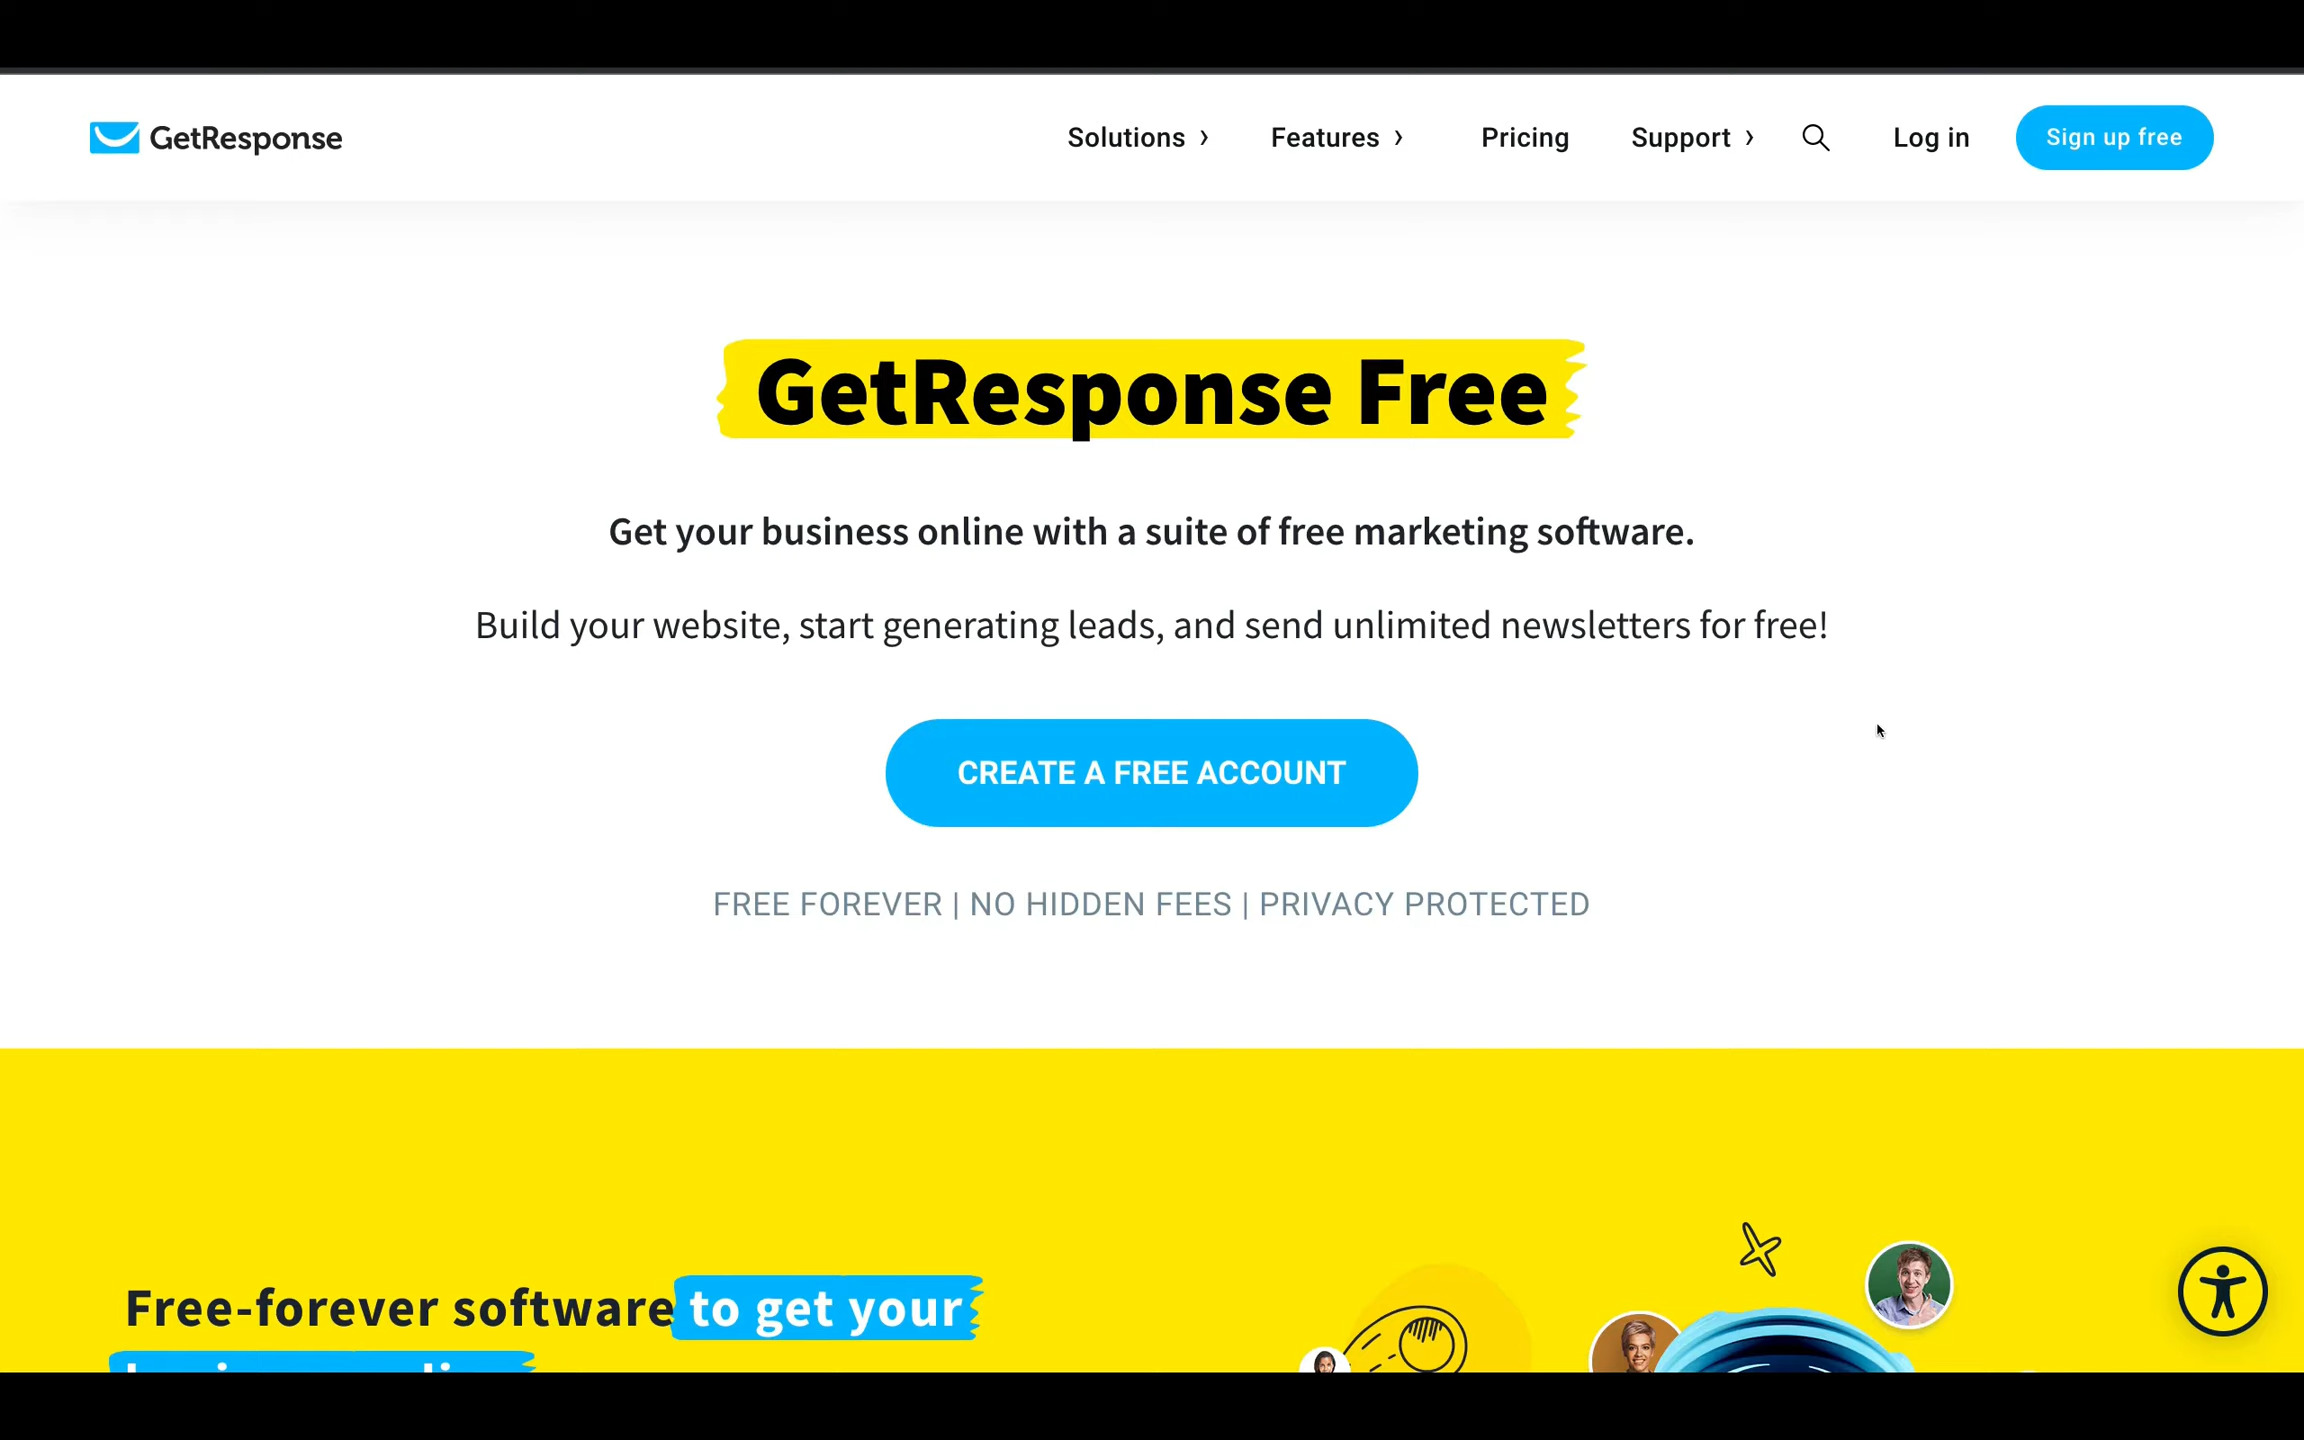 GetResponse
Solutions Features Pricing Support Log in Sign up free
GetResponse Free
Get your business online with a suite of free marketing software.
Build your website, start generating leads, and send unlimited newsletters for free!
CREATE A FREE ACCOUNT
FREE FOREVER | NO HIDDEN FEES | PRIVACY PROTECTED
Free-forever software to get your